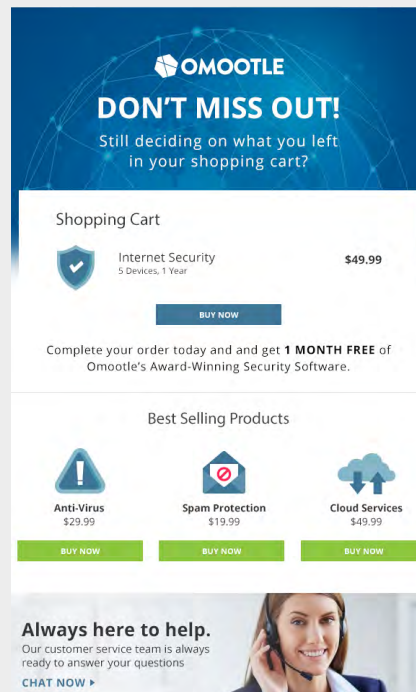 OMOOTLE
DON'T MISS OUT!
Still deciding on what you left
in your shopping cart?
Shopping Cart
Internet Security
5 Devices, 1 Year
$49.99
BUY NOW
Complete your order today and and get 1 MONTH FREE of
Omootle's Award-Winning Security Software.
Best Selling Products
Anti-Virus
$29.99
BUY NOW
Spam Protection
$19.99
BUY NOW
Cloud Services
$49.99
BUY NOW
Always here to help.
Our customer service team is always
ready to answer your questions
CHAT NOW